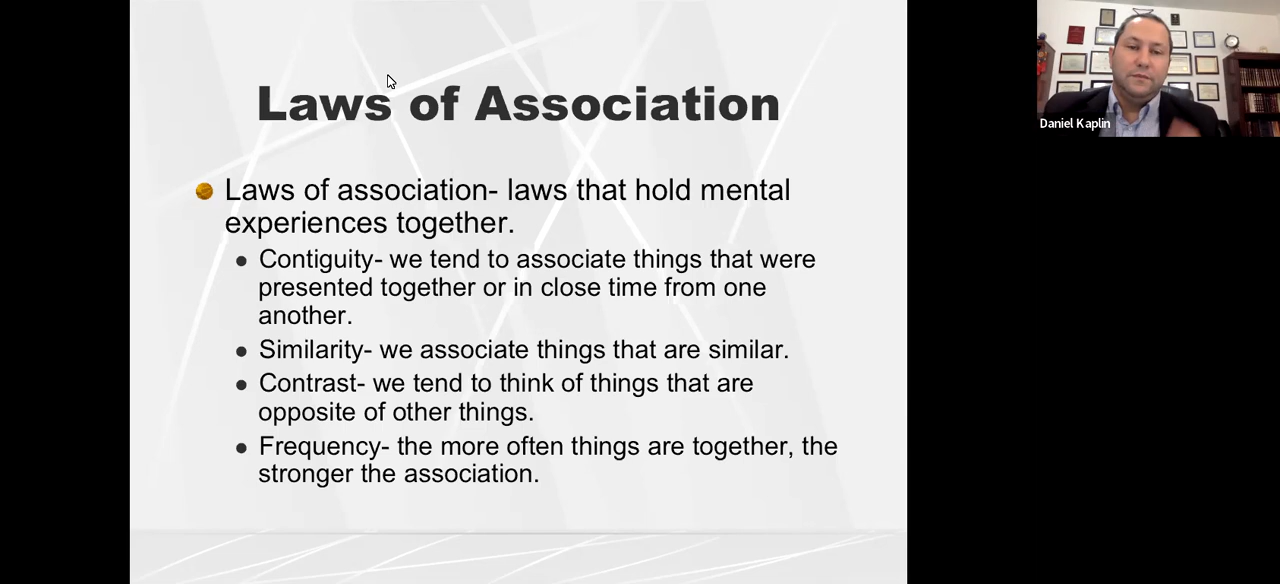 Laws of Association
Laws of association- laws that hold mental
experiences together.
Contiguity- we tend to associate things that were
presented together or in close time from one
another.
Similarity- we associate things that are similar.
Contrast- we tend to think of things that are
opposite of other things.
Frequency- the more often things are together, the
stronger the association.
Daniel Kaplin